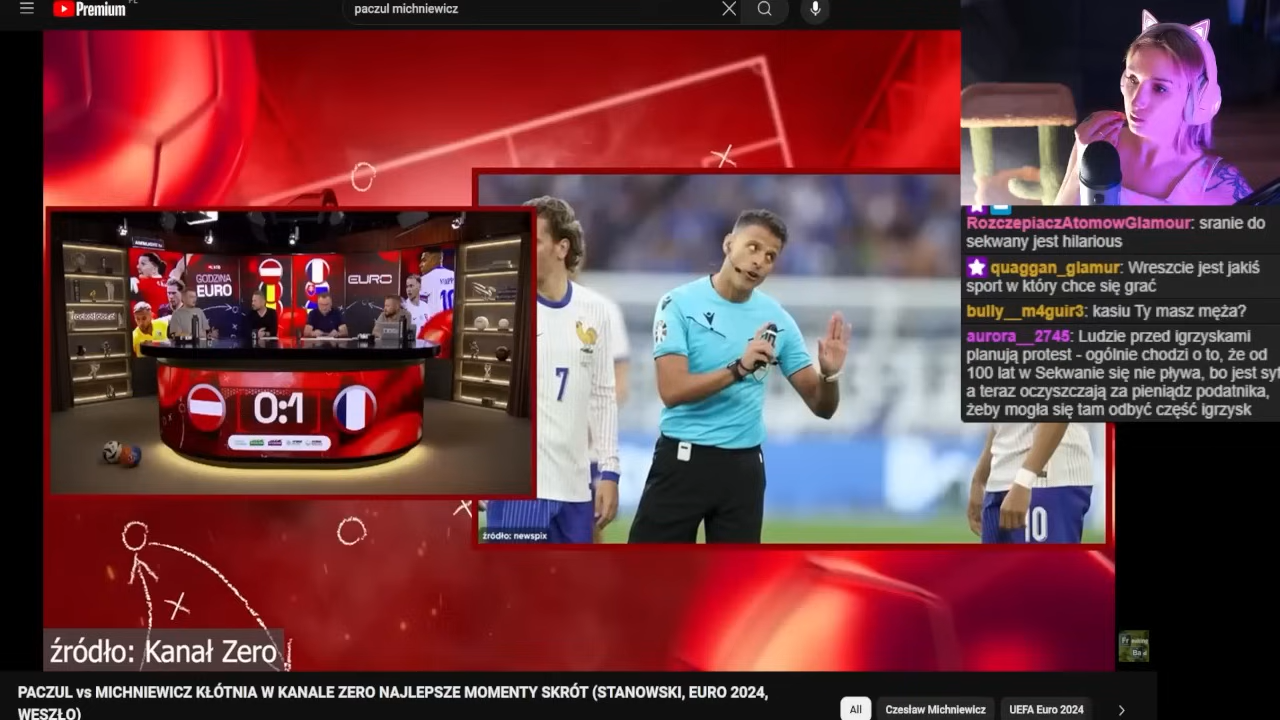 Premium
PL
paczul michniewicz
RozczepiaczAtomowGlamour: sranie do
sekwany jest hilarious
quaggan_glamur: Wreszcie jest jakiś
sport w który chce się grać
bully__m4guir3: kasiu Ty masz męża?
aurora__2745: Ludzie przed igrzyskami
planują protest - ogólnie chodzi o to, że od
100 lat w Sekwanie się nie pływa, bo jest syf
a teraz oczyszczają za pieniądz podatnika,
żeby mogła się tam odbyć część igrzysk
GODZINA
EURO
EURO
0:1
7
10
źródło: newspix
źródło: Kanał Zero
PACZUL vs MICHNIEWICZ KŁÓTNIA W KANALE ZERO NAJLEPSZE MOMENTY SKRÓT (STANOWSKI, EURO 2024,
WESZŁO)
All
Czesław Michniewicz
UEFA Euro 2024